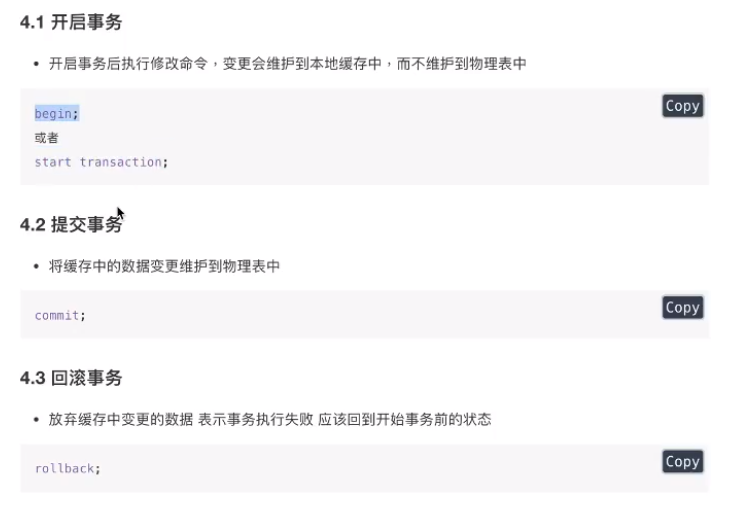 4.1 开启事务
• 开启事务后执行修改命令，变更会维护到本地缓存中，而不维护到物理表中
Copy
begin;
或者
start transaction;
4.2 提交事务
• 将缓存中的数据变更维护到物理表中
Copy
commit;
4.3 回滚事务
• 放弃缓存中变更的数据 表示事务执行失败 应该回到开始事务前的状态
Copy
rollback;